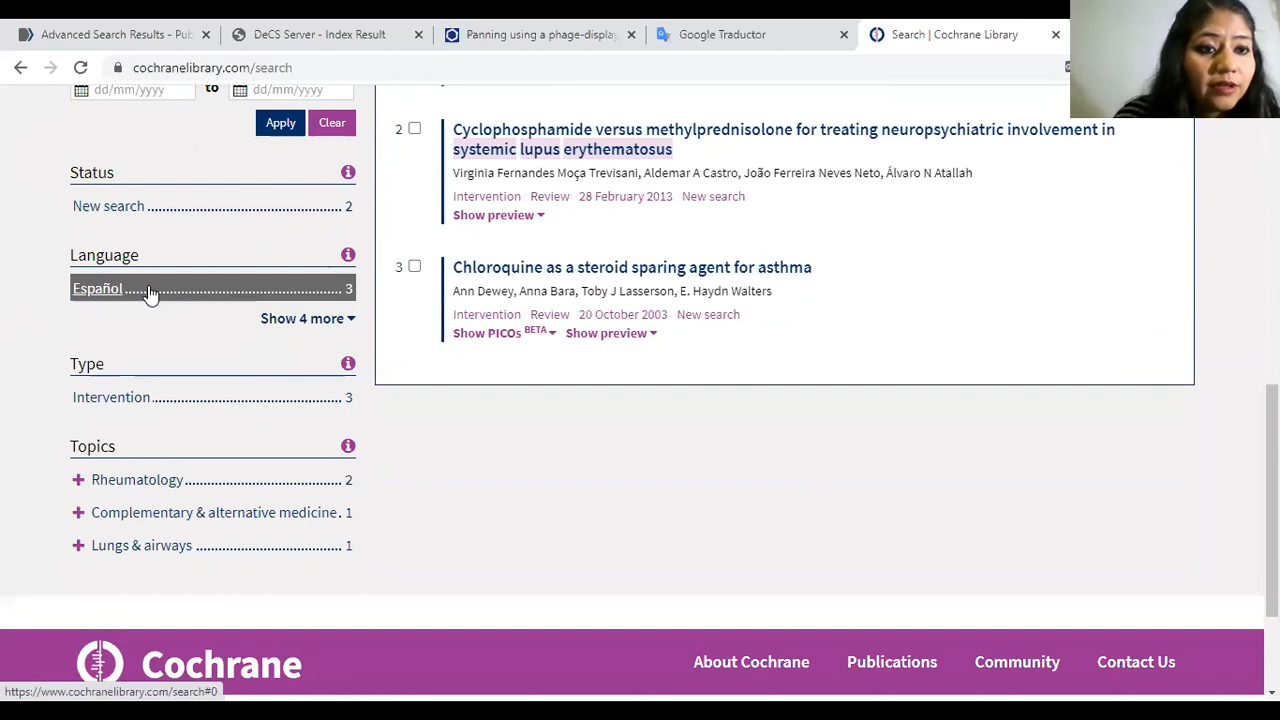 Advanced Search Results - Pub
DeCS Server - Index Result
Panning using a phage-display
Google Traductor
Search | Cochrane Library
cochranelibrary.com/search
dd/mm/yyyy to dd/mm/yyyy
Apply Clear
Status
New search 2
Language
Español 3
Show 4 more
Type
Intervention 3
Topics
Rheumatology 2
Complementary & alternative medicine 1
Lungs & airways 1
2 Cyclophosphamide versus methylprednisolone for treating neuropsychiatric involvement in
systemic lupus erythematosus
Virginia Fernandes Moça Trevisani, Aldemar A Castro, João Ferreira Neves Neto, Álvaro N Atallah
Intervention Review 28 February 2013 New search
Show preview
3 Chloroquine as a steroid sparing agent for asthma
Ann Dewey, Anna Bara, Toby J Lasserson, E. Haydn Walters
Intervention Review 20 October 2003 New search
Show PICOs BETA Show preview
Cochrane
About Cochrane Publications Community Contact Us
https://www.cochranelibrary.com/search#0